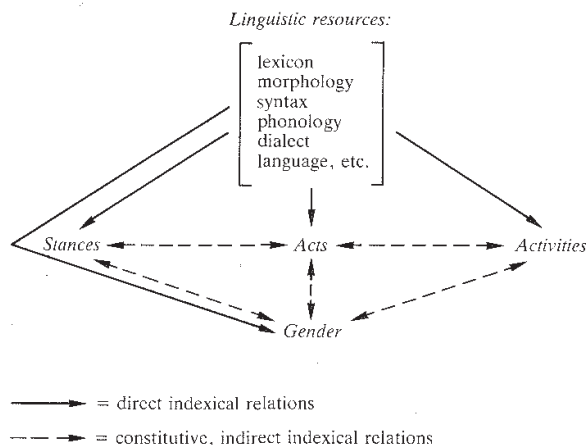 Linguistic resources:
lexicon
morphology
syntax
phonology
dialect
language, etc.
Stances
Acts
Activities
Gender
= direct indexical relations
= constitutive, indirect indexical relations